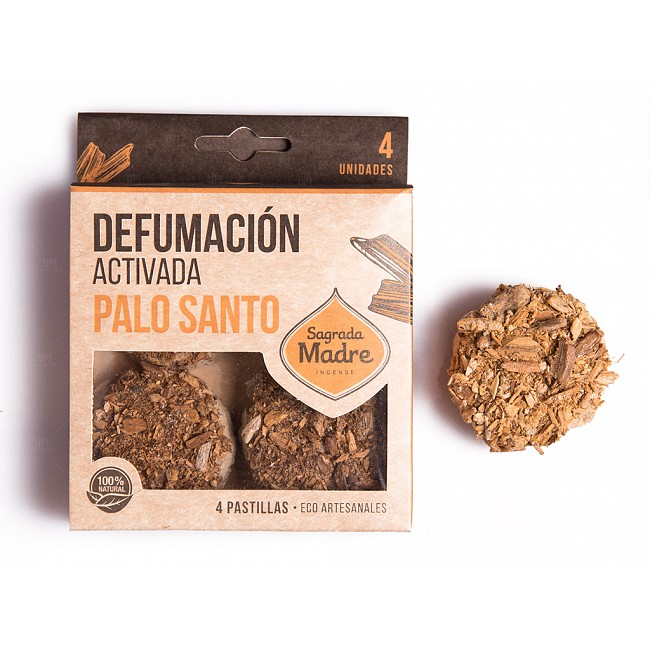 4
UNIDADES
DEFUMACIÓN
ACTIVADA
PALO SANTO
Sagrada
Madre
INCENSE
100%
NATURAL
4 PASTILLAS • ECO ARTESANALES